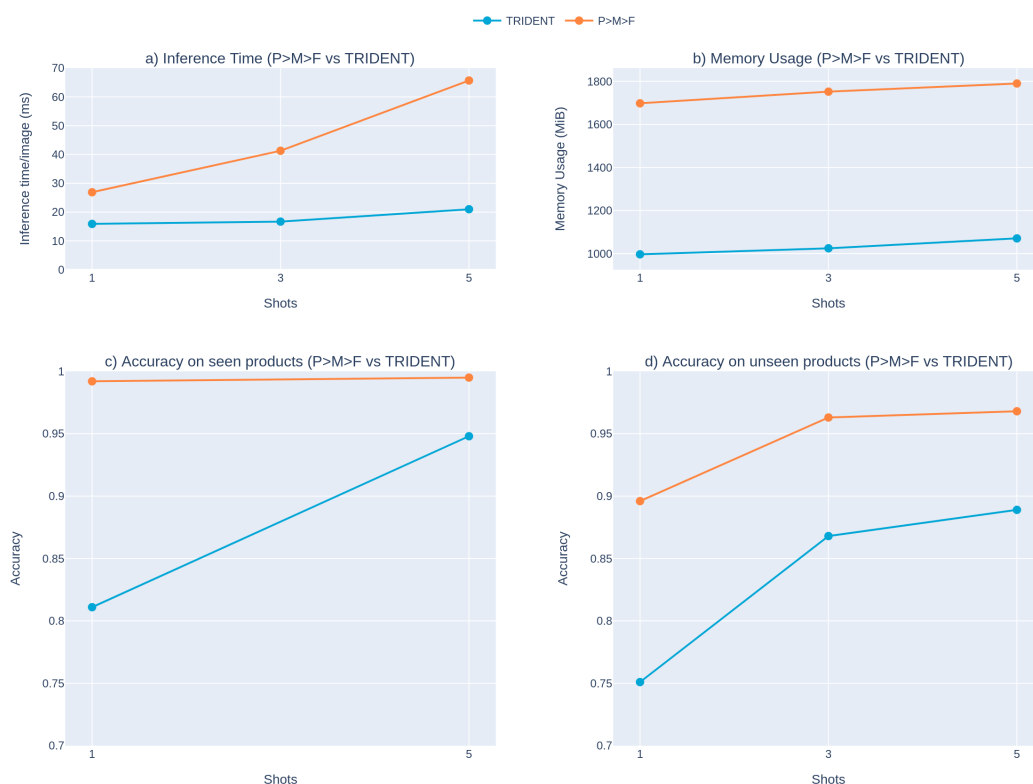 TRIDENT P>M>F
a) Inference Time (P>M>F vs TRIDENT)
70
60
50
40
30
20
10
0
Inference time/image (ms)
1 3 5
Shots
b) Memory Usage (P>M>F vs TRIDENT)
1800
1600
1400
1200
1000
Memory Usage (MiB)
1 3 5
Shots
c) Accuracy on seen products (P>M>F vs TRIDENT)
1
0.95
0.9
0.85
0.8
0.75
0.7
Accuracy
1 5
Shots
d) Accuracy on unseen products (P>M>F vs TRIDENT)
1
0.95
0.9
0.85
0.8
0.75
0.7
Accuracy
1 3 5
Shots